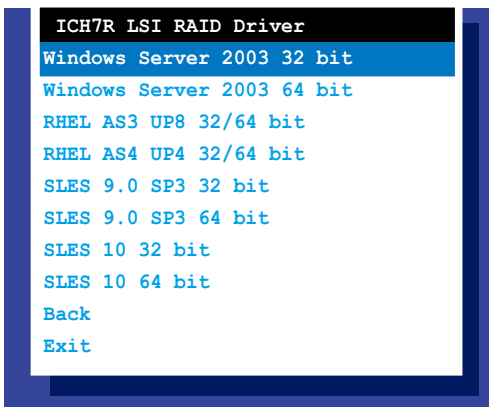 ICH7R LSI RAID Driver
Windows Server 2003 32 bit
Windows Server 2003 64 bit
RHEL AS3 UP8 32/64 bit
RHEL AS4 UP4 32/64 bit
SLES 9.0 SP3 32 bit
SLES 9.0 SP3 64 bit
SLES 10 32 bit
SLES 10 64 bit
Back
Exit